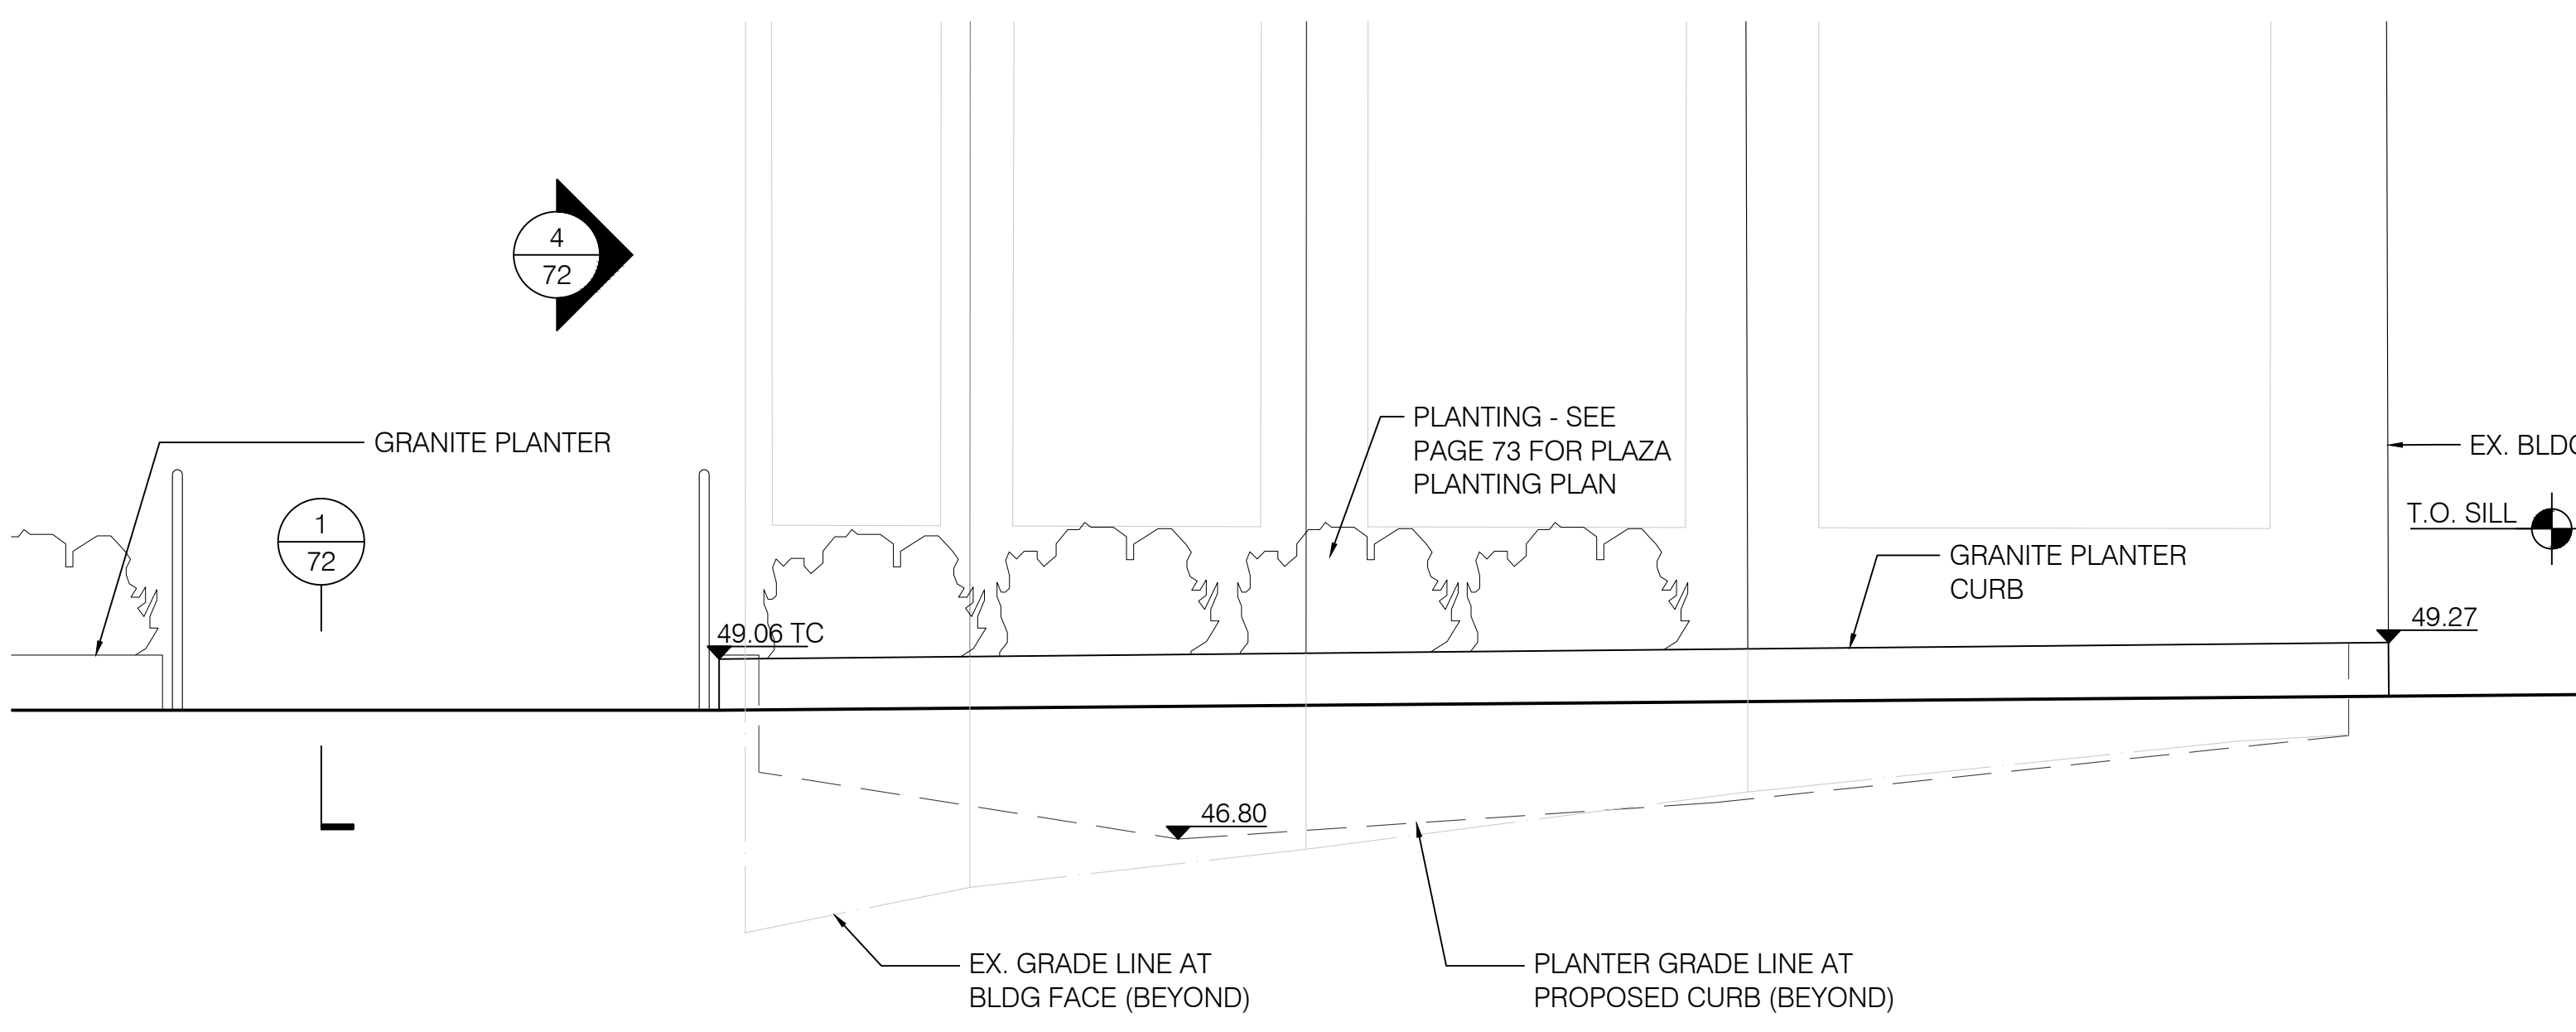 4
72
GRANITE PLANTER
1
72
PLANTING - SEE
PAGE 73 FOR PLAZA
PLANTING PLAN
EX. BLDG
T.O. SILL
GRANITE PLANTER
CURB
49.06 TC
49.27
46.80
EX. GRADE LINE AT
BLDG FACE (BEYOND)
PLANTER GRADE LINE AT
PROPOSED CURB (BEYOND)